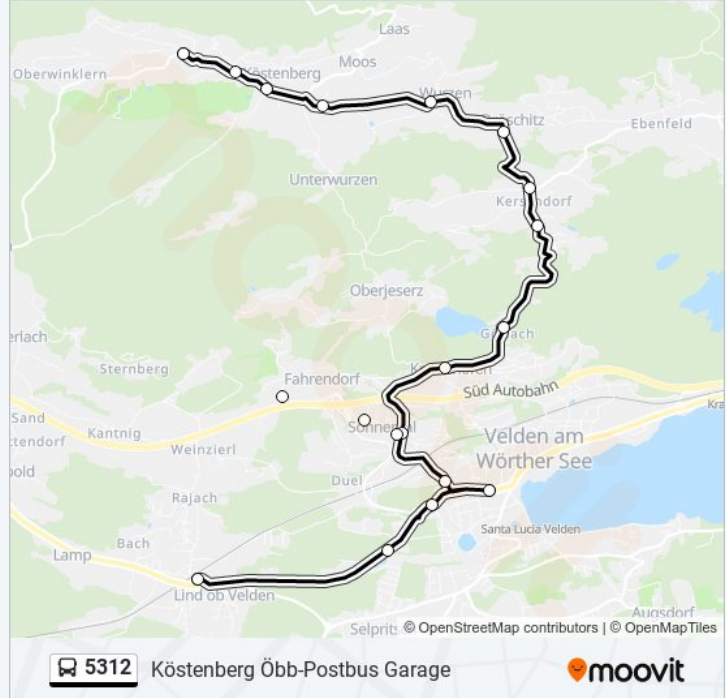 Laas
Oberwinklern
Köstenberg
Moos
Wurzen
Ebenfeld
Unterwurzen
Oberjeserz
Sternberg
Fahrendorf
Süd Autobahn
Sand
Kantnig
Weinzierl
Velden am
Wörther See
Duel
Rajach
Santa Lucia Velden
Bach
Lamp
Lind ob Velden
Augsdorf
© OpenStreetMap contributors | © OpenMapTiles
5312 Köstenberg Öbb-Postbus Garage
moovit